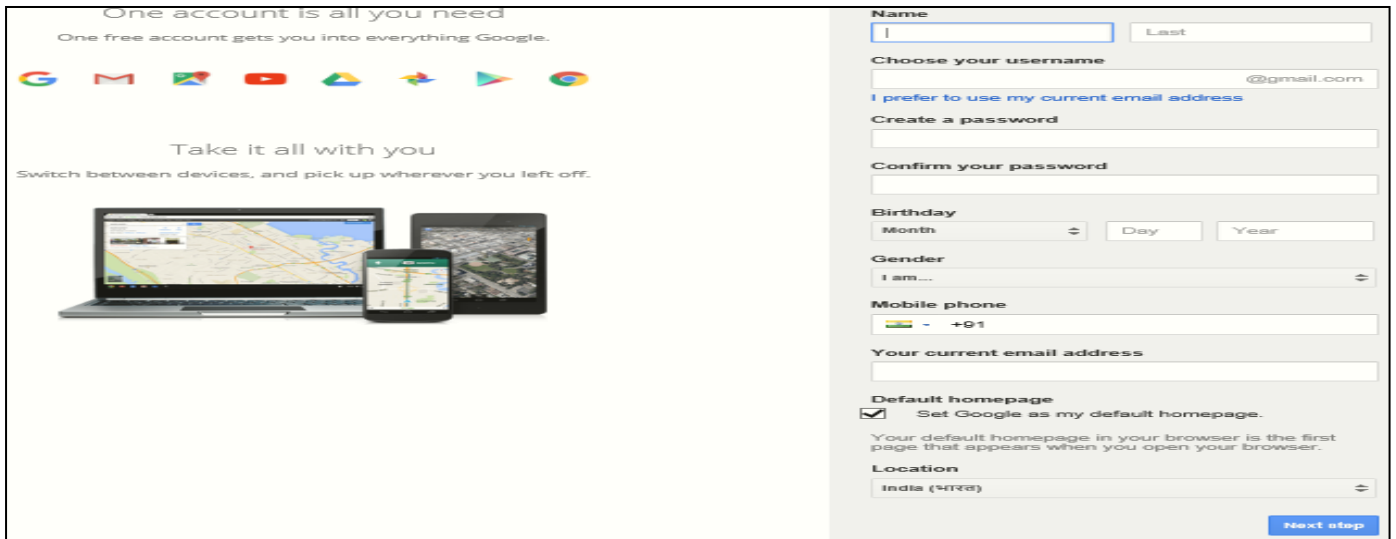 One account is all you need
One free account gets you into everything Google.
Take it all with you
Switch between devices, and pick up wherever you left off.
Name
Last
Choose your username
@gmail.com
I prefer to use my current email address
Create a password
Confirm your password
Birthday
Month Day Year
Gender
I am...
Mobile phone
+91
Your current email address
Default homepage
Set Google as my default homepage.
Your default homepage in your browser is the first
page that appears when you open your browser.
Location
India (भारत)
Next step